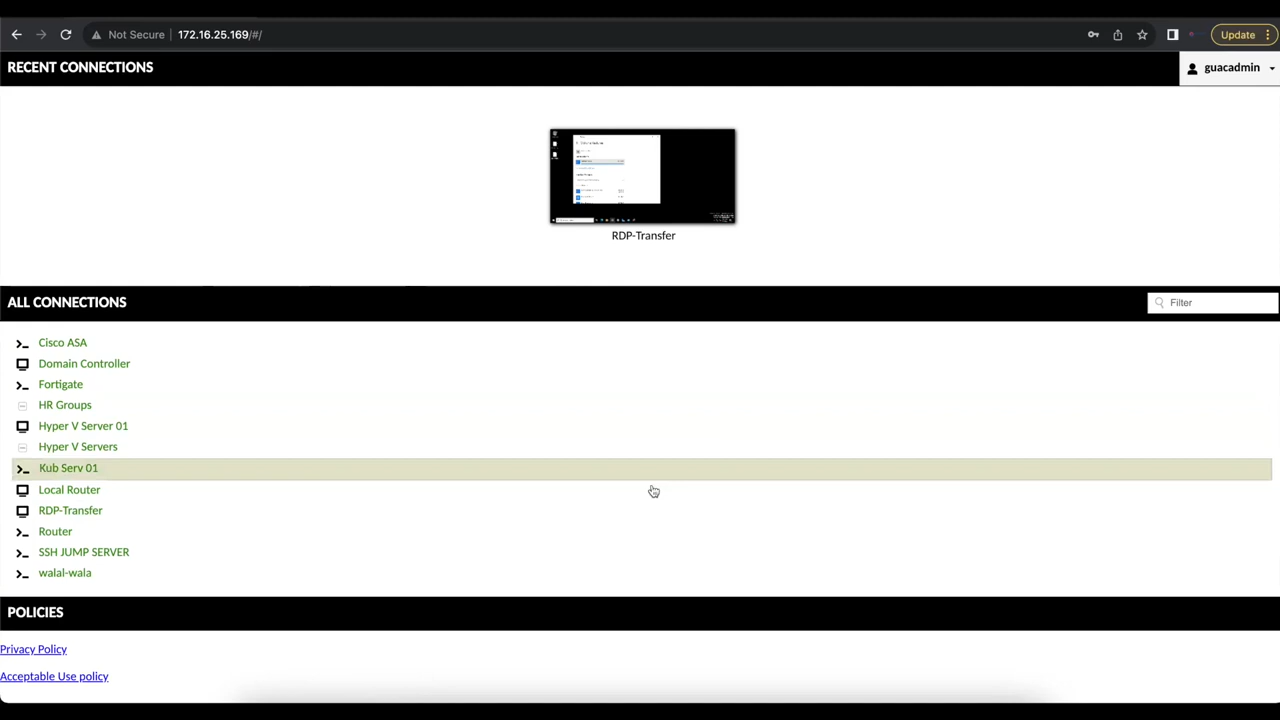 Not Secure 172.16.25.169/#/ Update
RECENT CONNECTIONS
guacadmin
RDP-Transfer
ALL CONNECTIONS
Filter
Cisco ASA
Domain Controller
Fortigate
HR Groups
Hyper V Server 01
Hyper V Servers
Kub Serv 01
Local Router
RDP-Transfer
Router
SSH JUMP SERVER
walal-wala
POLICIES
Privacy Policy
Acceptable Use policy